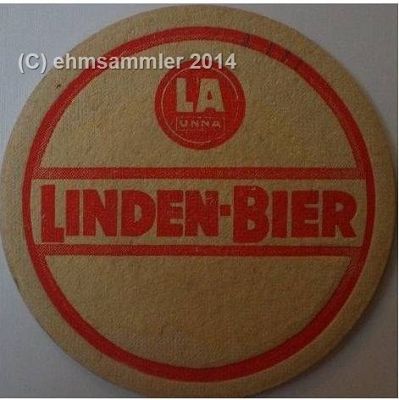 (C) ehmsammler 2014
LA
UNNA
LINDEN-BIER